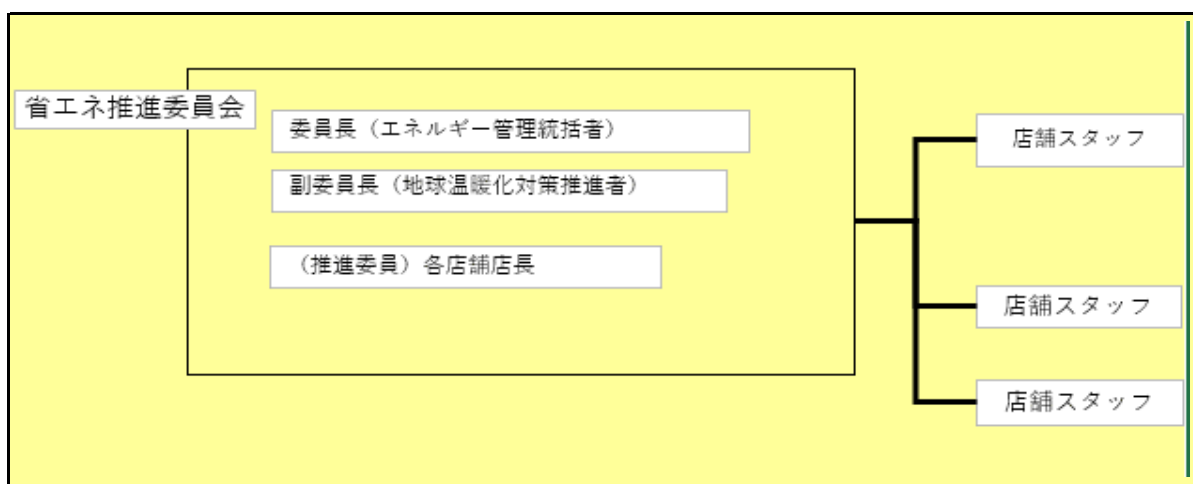 省エネ推進委員会
委員長（エネルギー管理統括者）
副委員長（地球温暖化対策推進者）
（推進委員）各店舗店長
店舗スタッフ
店舗スタッフ
店舗スタッフ